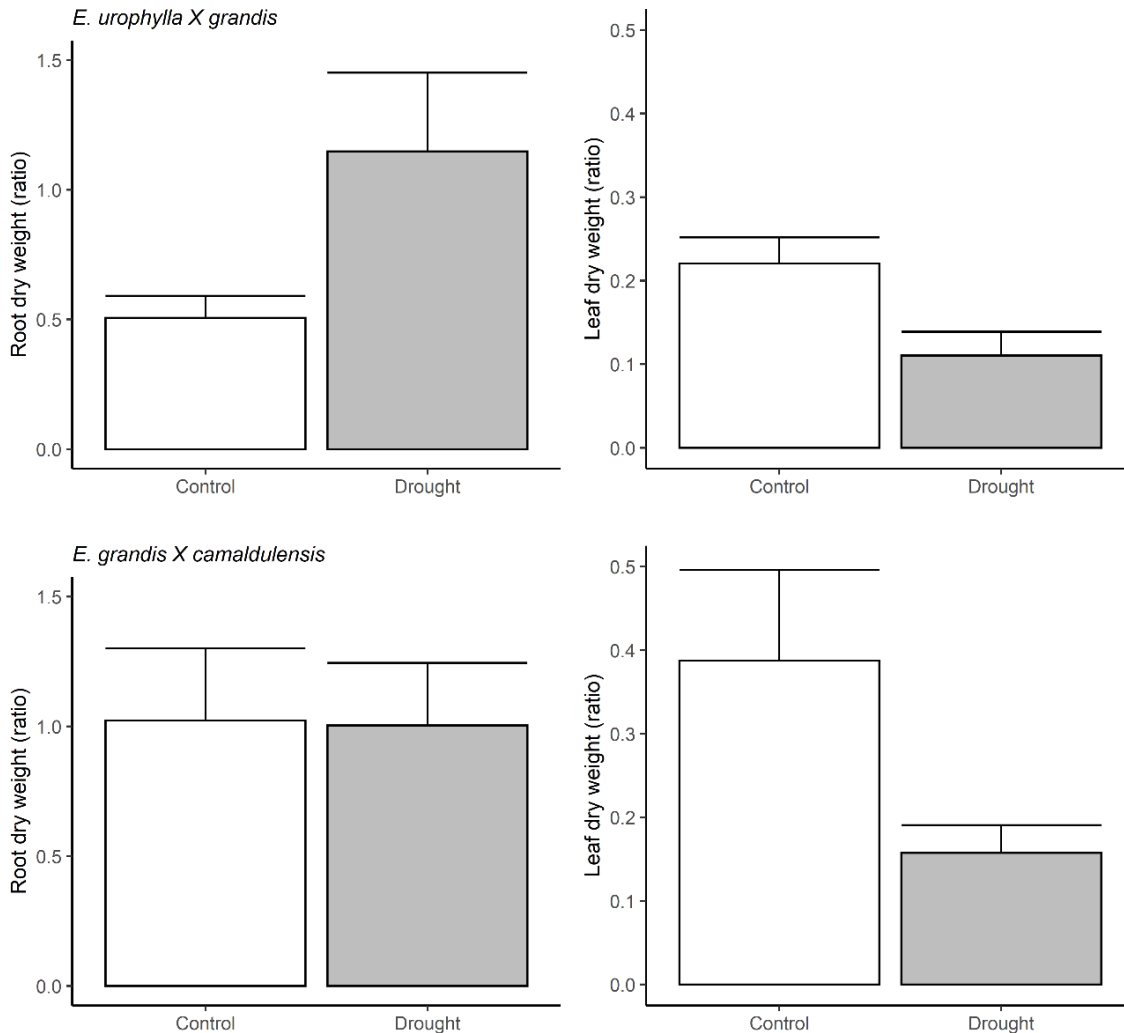 E. urophylla X grandis
Root dry weight (ratio)
1.5
1.0
0.5
0.0
Control Drought
Leaf dry weight (ratio)
0.5
0.4
0.3
0.2
0.1
0.0
Control Drought
E. grandis X camaldulensis
Root dry weight (ratio)
1.5
1.0
0.5
0.0
Control Drought
Leaf dry weight (ratio)
0.5
0.4
0.3
0.2
0.1
0.0
Control Drought